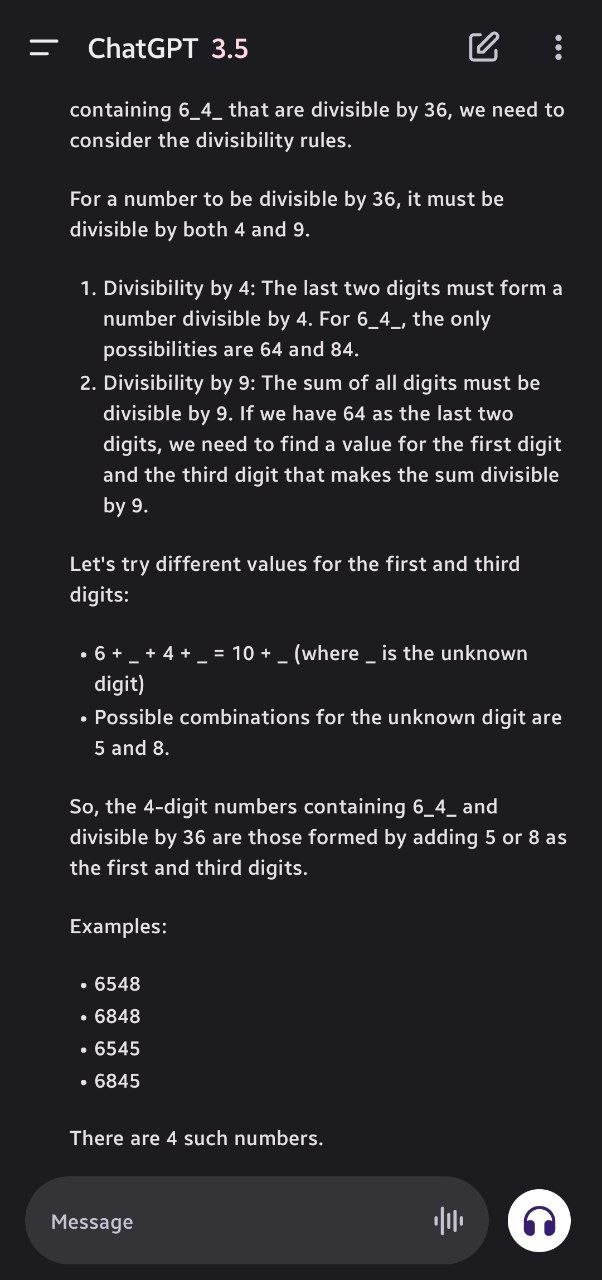 ChatGPT 3.5
containing 6_4_ that are divisible by 36, we need to
consider the divisibility rules.
For a number to be divisible by 36, it must be
divisible by both 4 and 9.
1. Divisibility by 4: The last two digits must form a
number divisible by 4. For 6_4_, the only
possibilities are 64 and 84.
2. Divisibility by 9: The sum of all digits must be
divisible by 9. If we have 64 as the last two
digits, we need to find a value for the first digit
and the third digit that makes the sum divisible
by 9.
Let's try different values for the first and third
digits:
• 6 + _ + 4 + _ = 10 + _ (where _ is the unknown
digit)
• Possible combinations for the unknown digit are
5 and 8.
So, the 4-digit numbers containing 6_4_ and
divisible by 36 are those formed by adding 5 or 8 as
the first and third digits.
Examples:
• 6548
• 6848
• 6545
• 6845
There are 4 such numbers.
Message